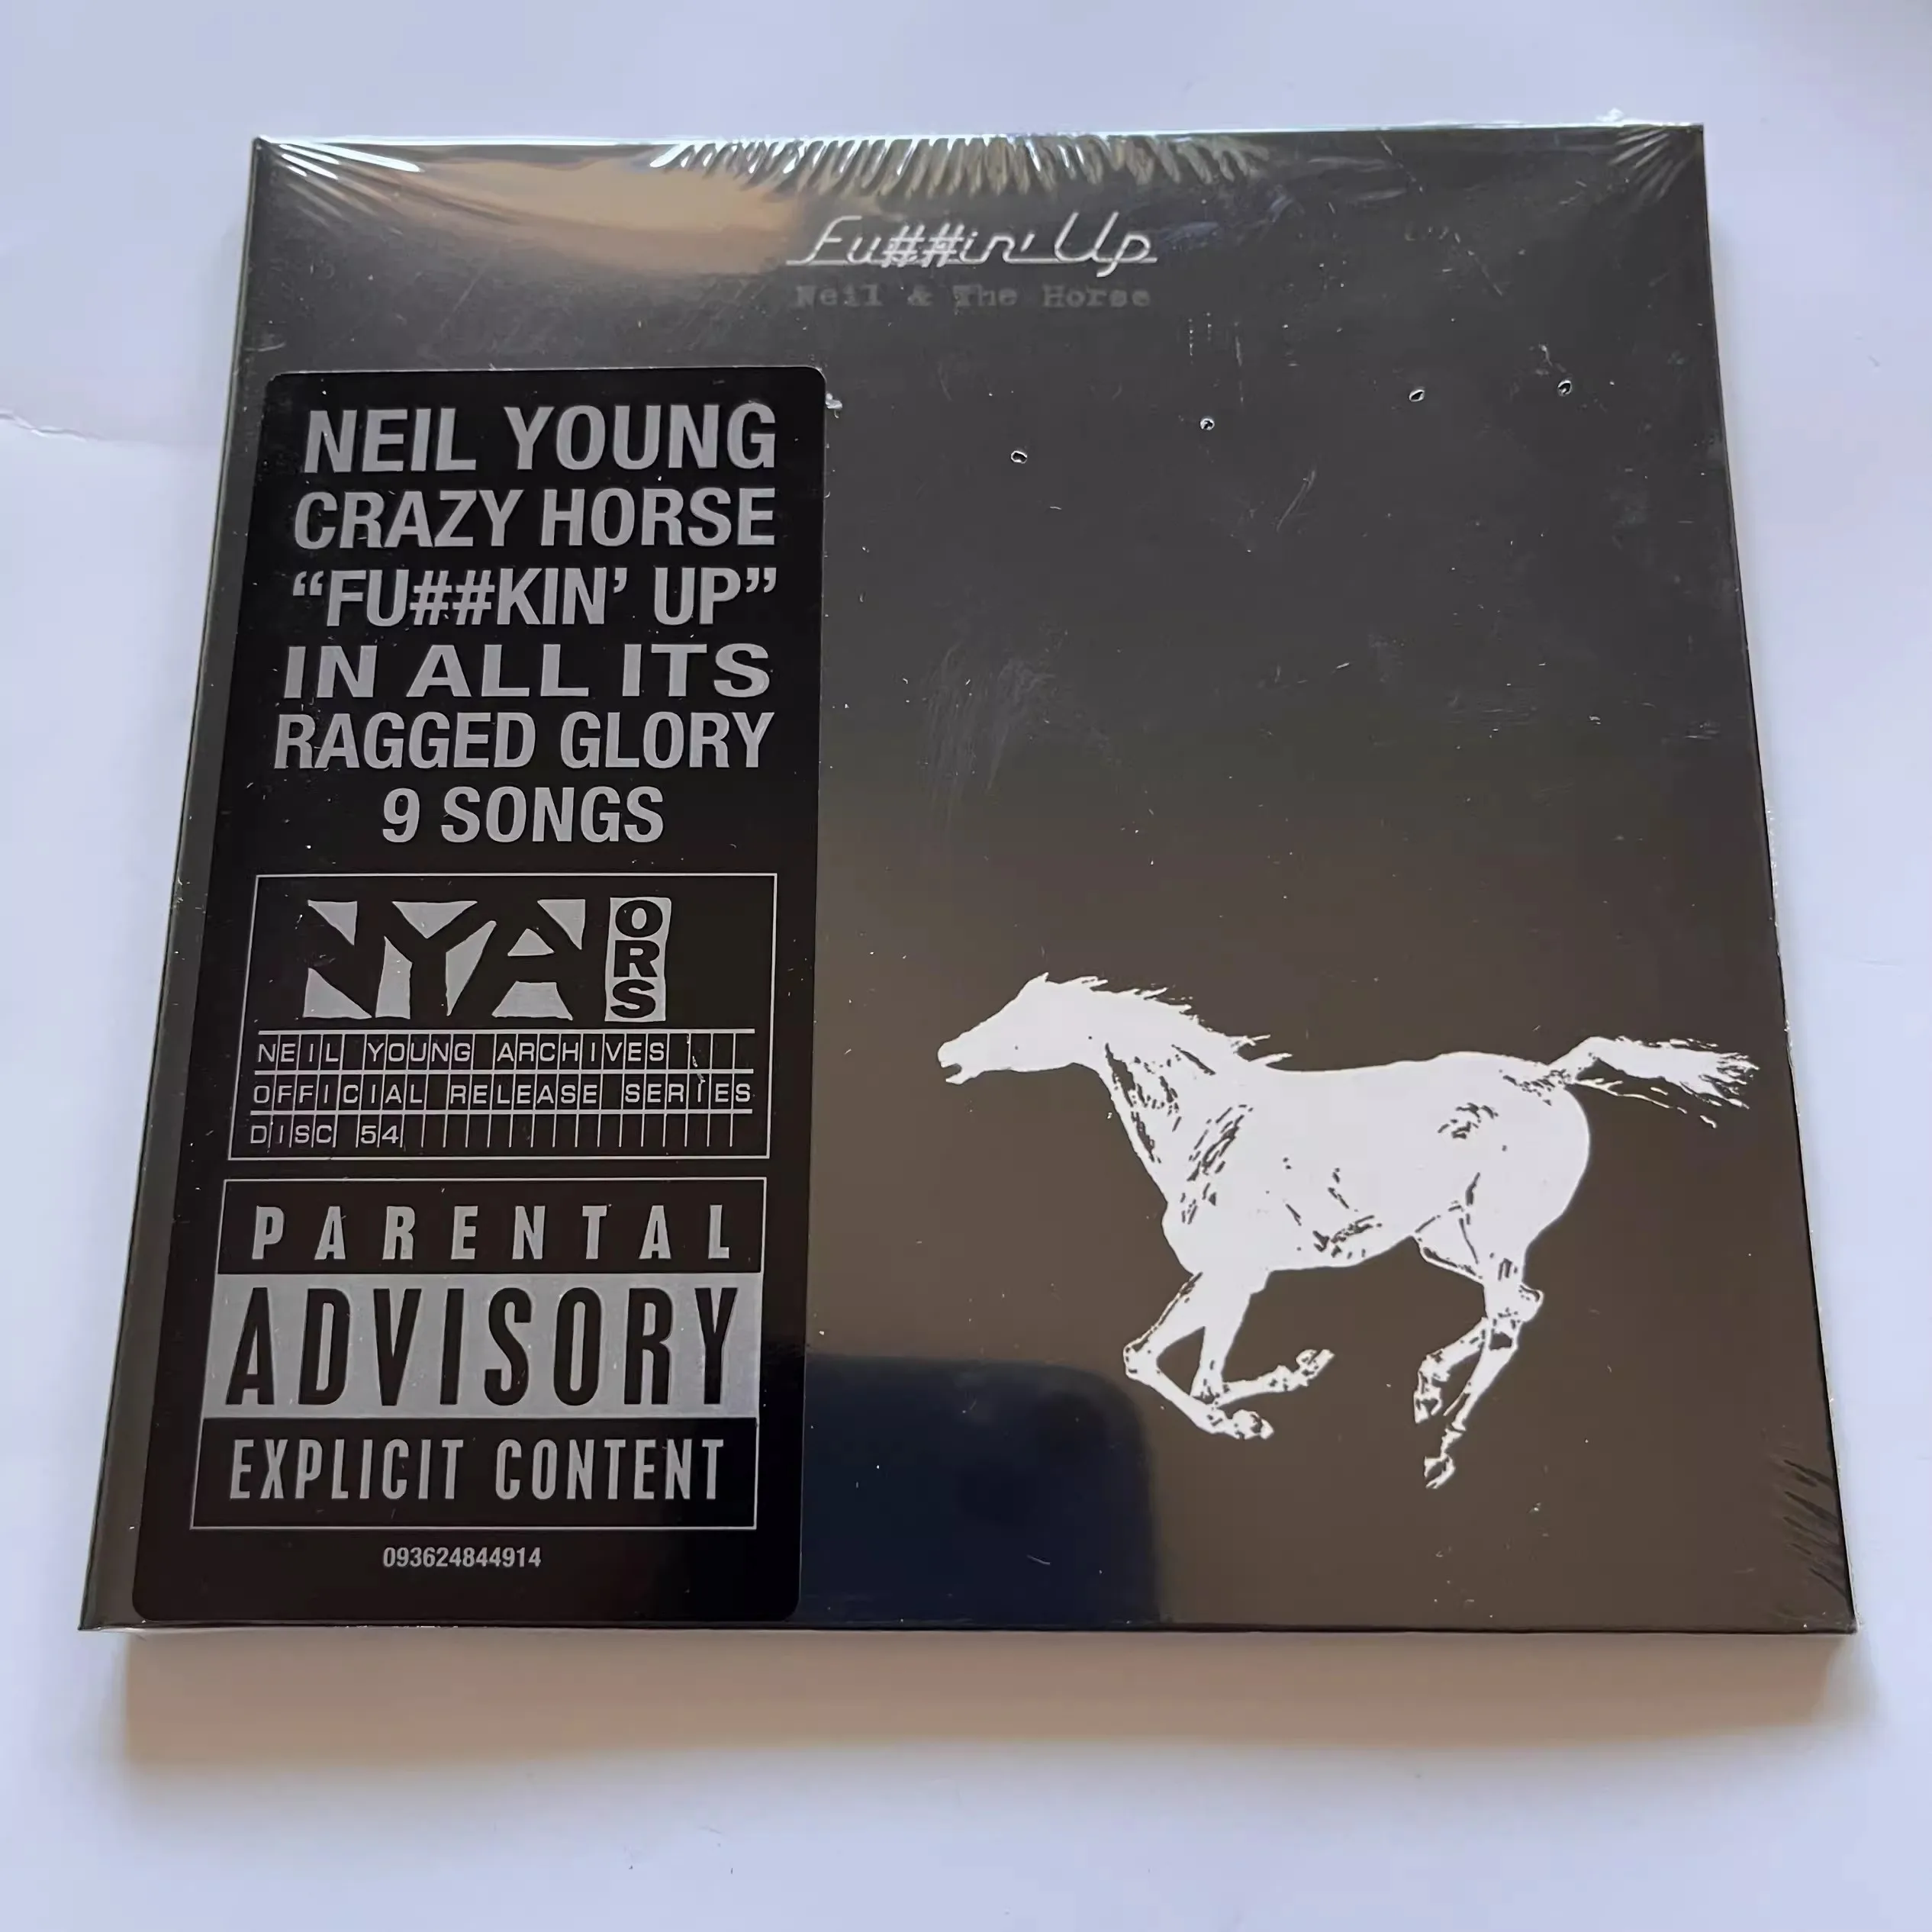 Fu##in' Up
Neil & The Horse
NEIL YOUNG
CRAZY HORSE
“FU##KIN’ UP”
IN ALL ITS
RAGGED GLORY
9 SONGS
NYA ORS
NEIL YOUNG ARCHIVES
OFFICIAL RELEASE SERIES
DISC 54
PARENTAL
ADVISORY
EXPLICIT CONTENT
093624844914